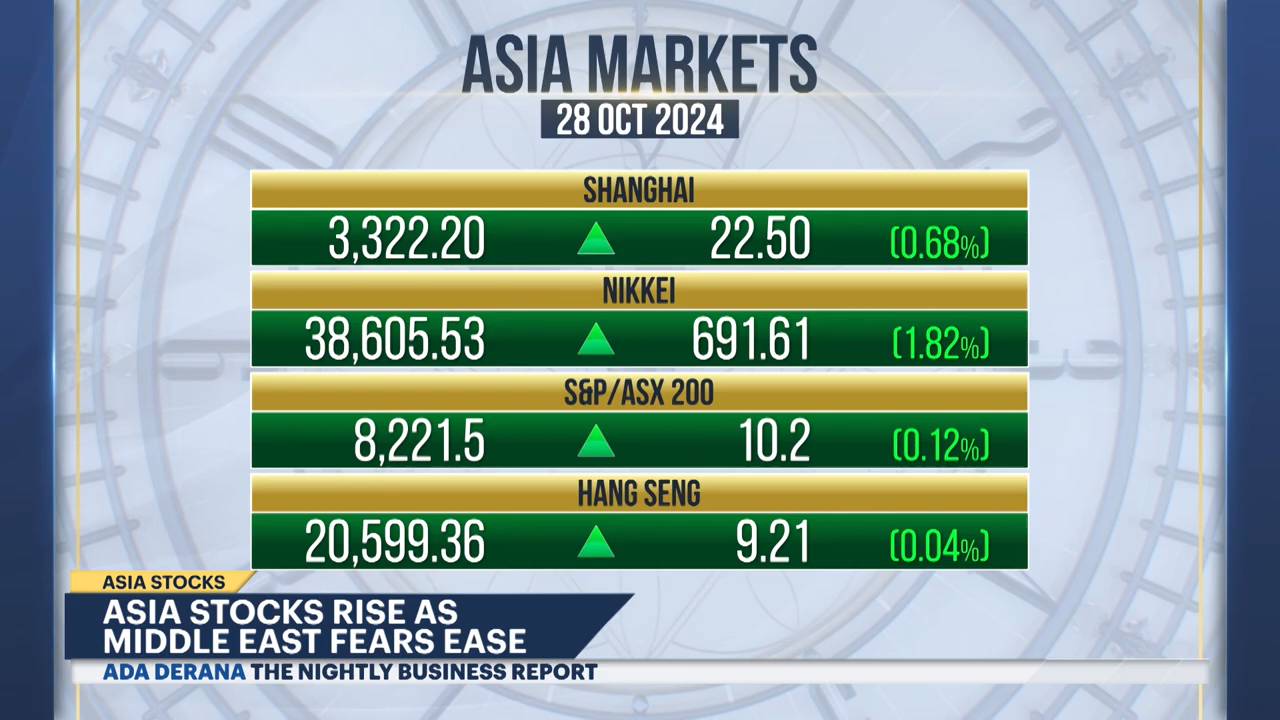 ASIA MARKETS
28 OCT 2024
SHANGHAI
3,322.20 22.50 (0.68%)
NIKKEI
38,605.53 691.61 (1.82%)
S&P/ASX 200
8,221.5 10.2 (0.12%)
HANG SENG
20,599.36 9.21 (0.04%)
ASIA STOCKS
ASIA STOCKS RISE AS
MIDDLE EAST FEARS EASE
ADA DERANA THE NIGHTLY BUSINESS REPORT